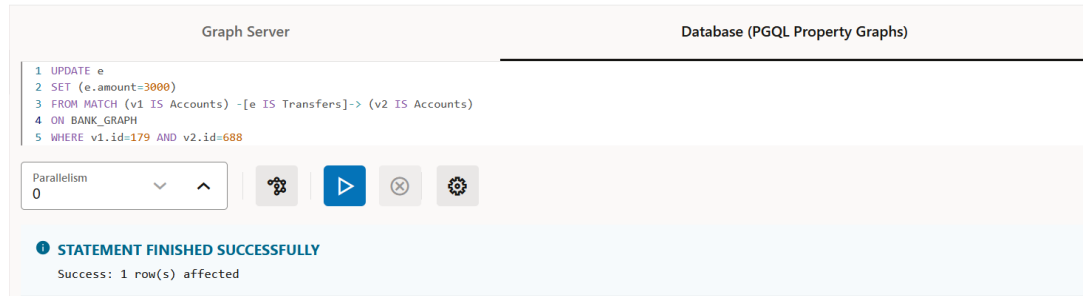 Graph Server
Database (PGQL Property Graphs)
1 UPDATE e
2 SET (e.amount=3000)
3 FROM MATCH (v1 IS Accounts) -[e IS Transfers]-> (v2 IS Accounts)
4 ON BANK_GRAPH
5 WHERE v1.id=179 AND v2.id=688
Parallelism
0
STATEMENT FINISHED SUCCESSFULLY
Success: 1 row(s) affected